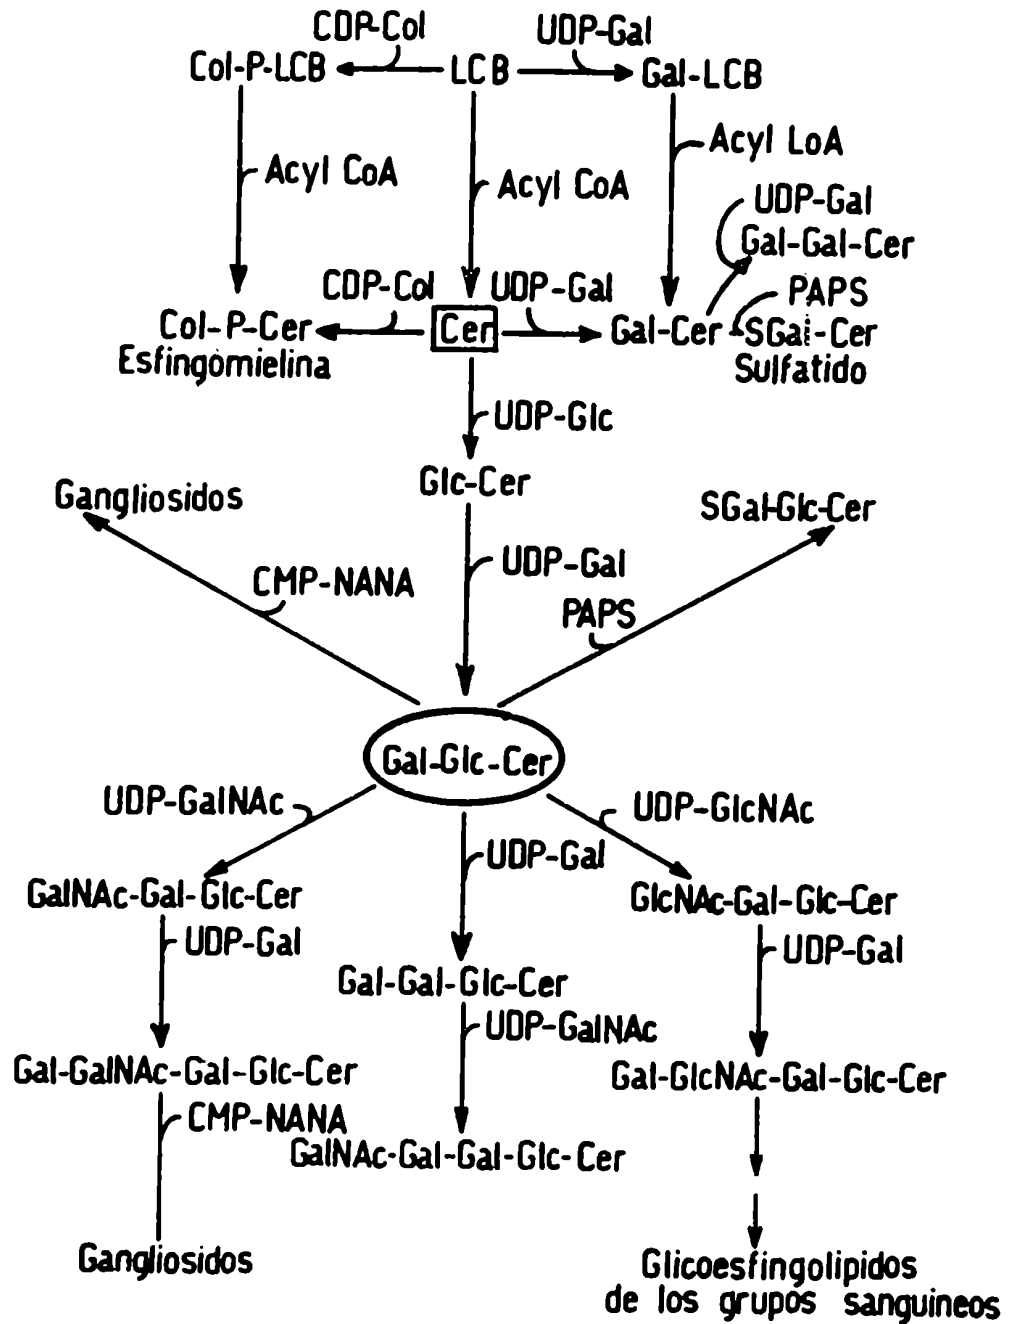 CDP-Col
UDP-Gal
Col-P-LCB
LCB
Gal-LCB
Acyl CoA
Acyl CoA
Acyl LoA
UDP-Gal
Gal-Gal-Cer
CDP-Col
UDP-Gal
PAPS
Col-P-Cer
Cer
Gal-Cer
SGal-Cer
Esfingomielina
Sulfatido
UDP-Glc
Glc-Cer
Gangliosidos
SGal-Glc-Cer
UDP-Gal
CMP-NANA
PAPS
Gal-Glc-Cer
UDP-GalNAc
UDP-GlcNAc
UDP-Gal
GalNAc-Gal-Glc-Cer
GlcNAc-Gal-Glc-Cer
UDP-Gal
UDP-Gal
Gal-Gal-Glc-Cer
UDP-GalNAc
Gal-GalNAc-Gal-Glc-Cer
Gal-GlcNAc-Gal-Glc-Cer
CMP-NANA
GalNAc-Gal-Gal-Glc-Cer
Gangliosidos
Glicoesfingolipidos
de los grupos sanguineos